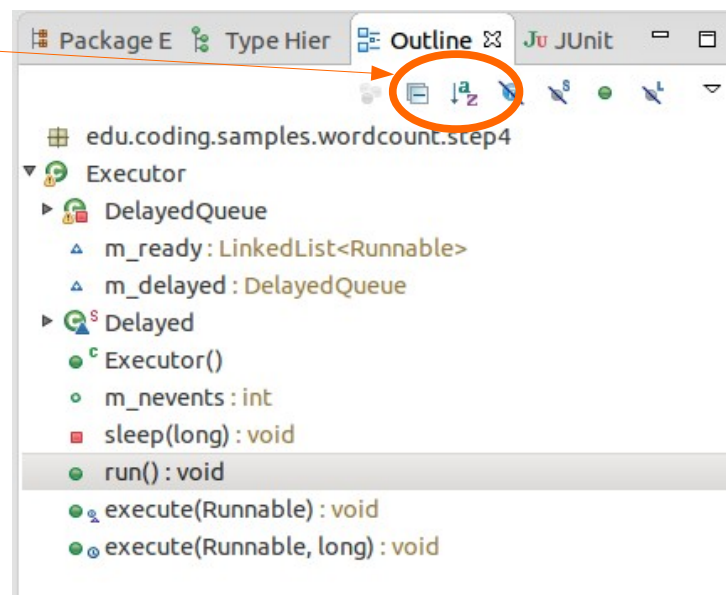 Package E Type Hier Outline JUnit
edu.coding.samples.wordcount.step4
Executor
DelayedQueue
m_ready : LinkedList<Runnable>
m_delayed : DelayedQueue
Delayed
Executor()
m_nevents : int
sleep(long) : void
run() : void
execute(Runnable) : void
execute(Runnable, long) : void